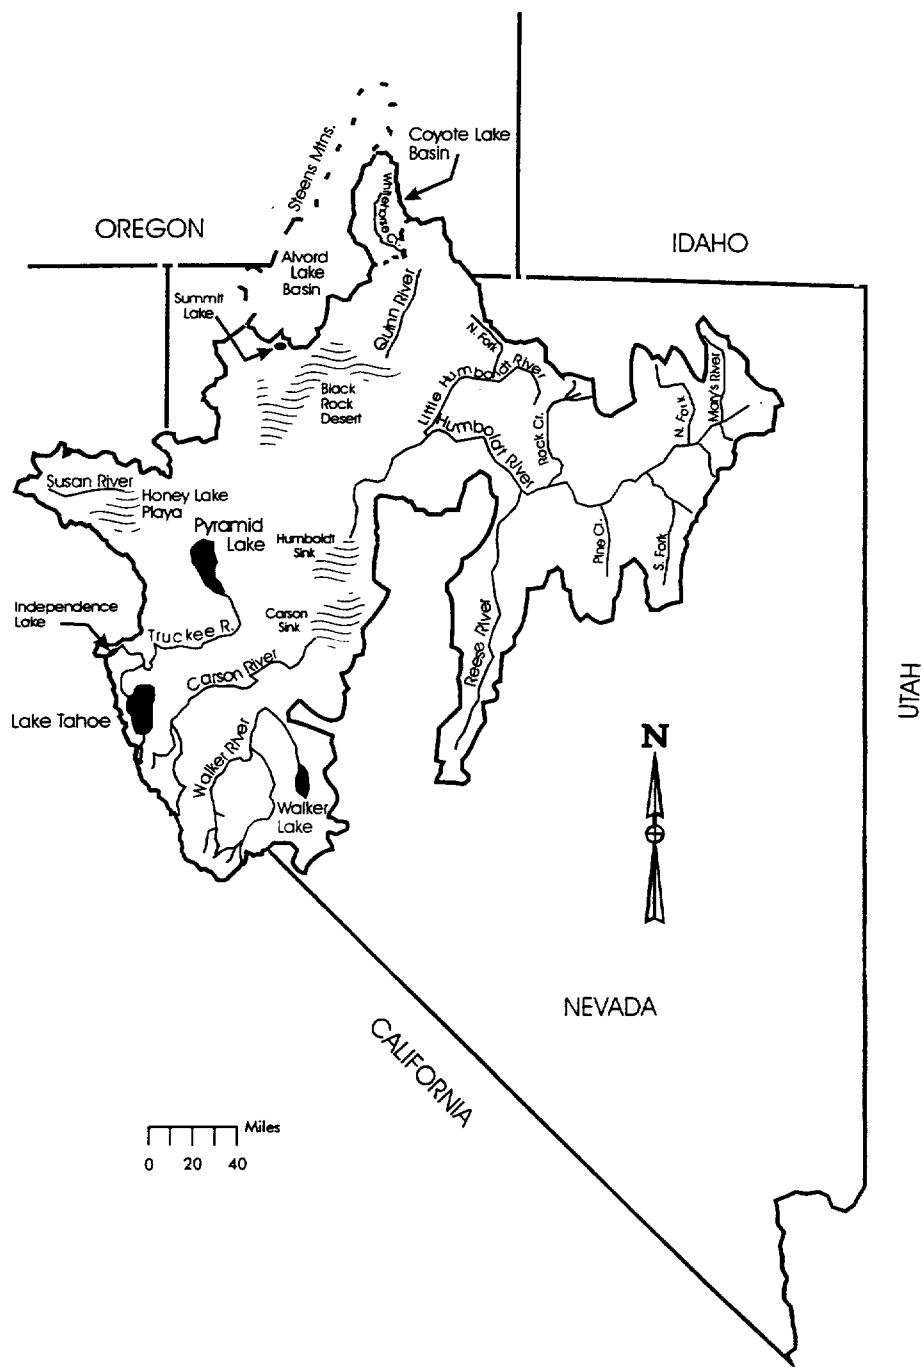 Coyote Lake
Basin
Steens Mtns.
Whitehorse Cr.
OREGON
IDAHO
Alvord
Lake
Basin
Summit
Lake
Quinn River
N. Fork
Little Humboldt River
Black
Rock
Desert
Humboldt River
Rock Cr.
N. Fork
Mary's River
Susan River
Honey Lake
Playa
Pyramid
Lake
Humboldt
Sink
Pine Cr.
S. Fork
Independence
Lake
Truckee R.
Carson
Sink
Reese River
Carson River
UTAH
Lake Tahoe
Walker River
N
Walker
Lake
NEVADA
CALIFORNIA
Miles
0 20 40